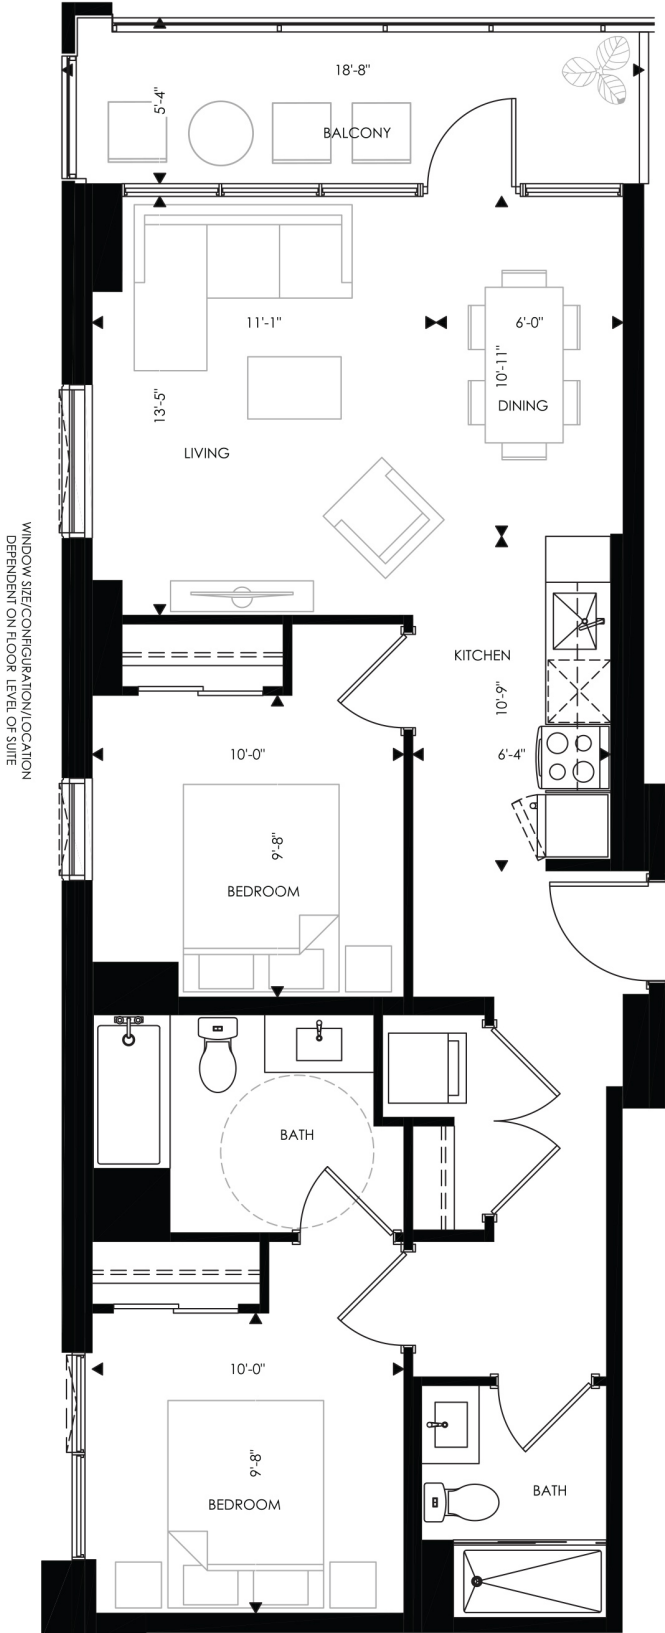 18'-8"
5'-4"
BALCONY
11'-1"
6'-0"
10'-11"
13'-5"
DINING
LIVING
WINDOW SIZE/CONFIGURATION/LOCATION
DEPENDENT ON FLOOR LEVEL OF SUITE
KITCHEN
10'-9"
10'-0"
6'-4"
9'-8"
BEDROOM
BATH
10'-0"
9'-8"
BEDROOM
BATH